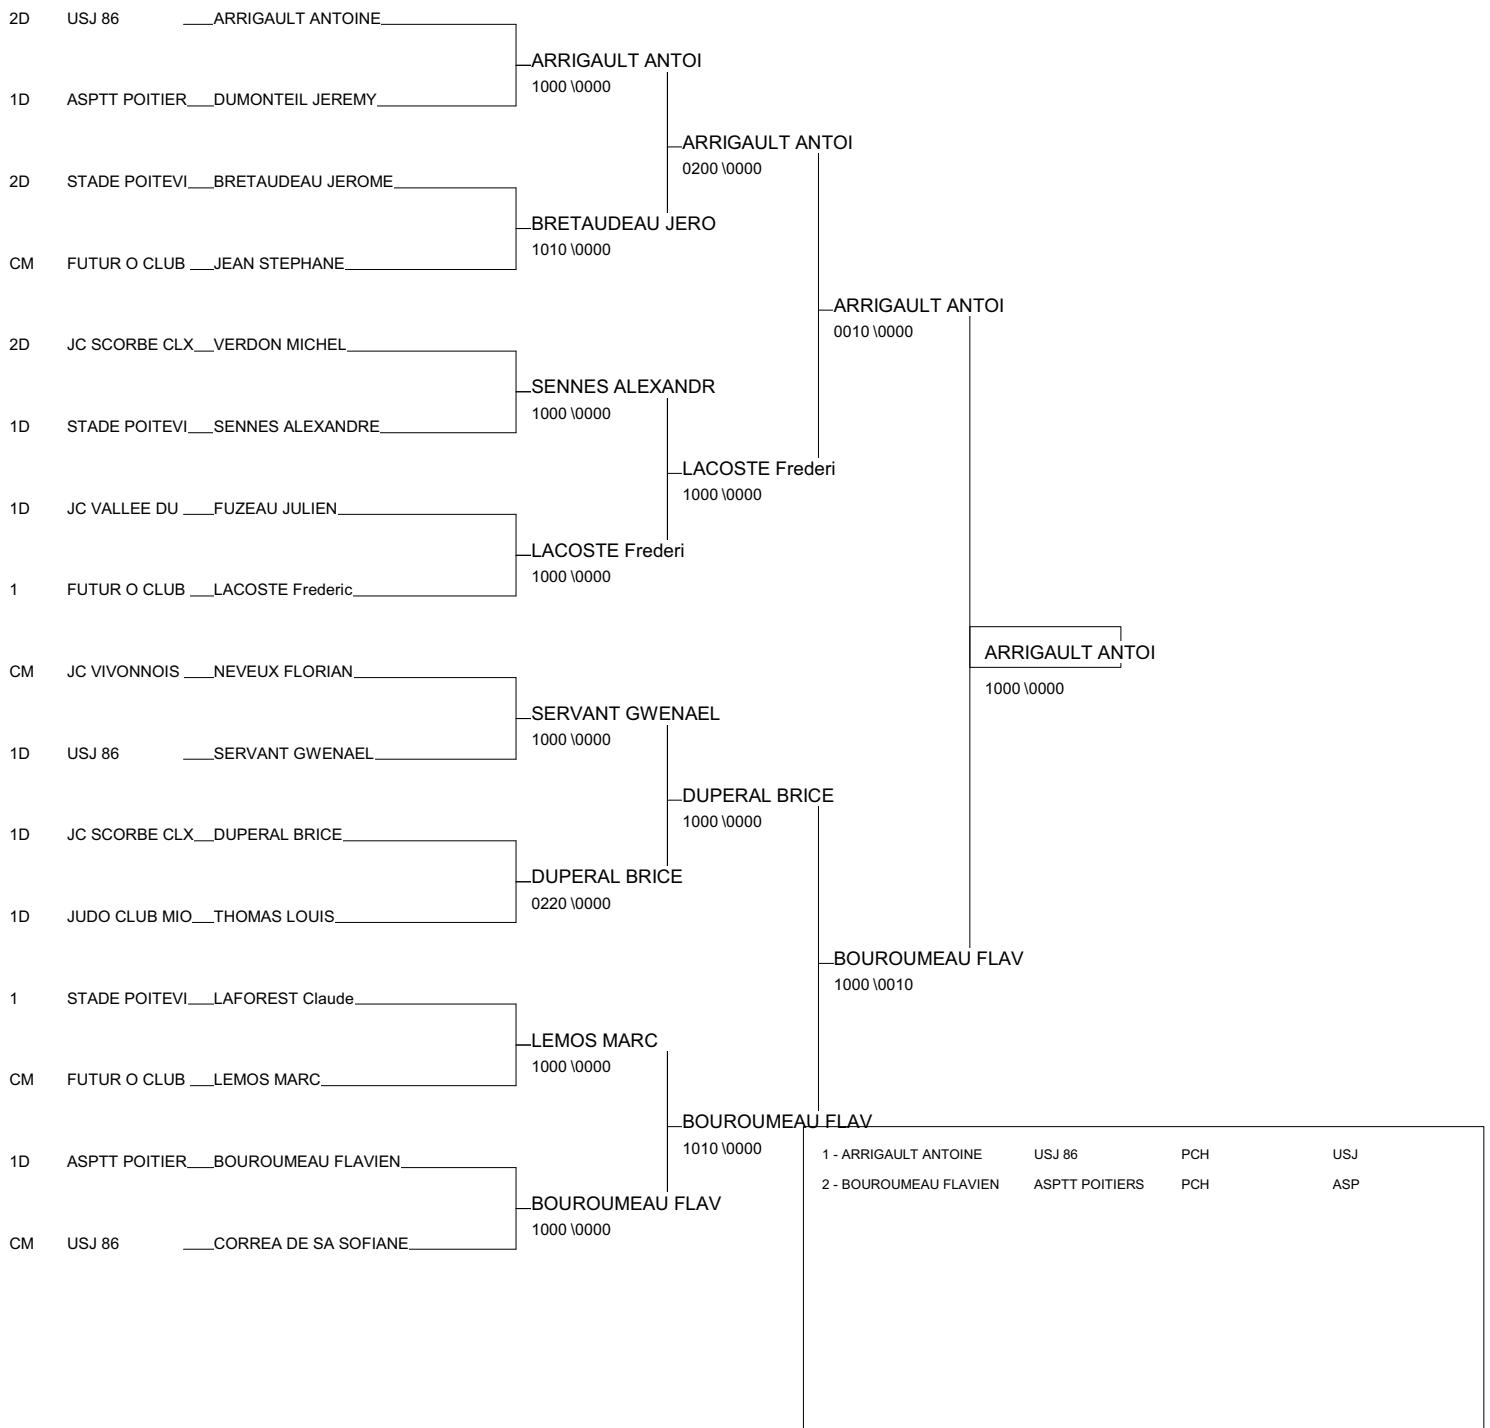 2D USJ 86 ARRIGAULT ANTOINE
ARRIGAULT ANTOI
1000 \0000
1D ASPTT POITIER DUMONTEIL JEREMY
ARRIGAULT ANTOI
0200 \0000
2D STADE POITEVI BRETAUDEAU JEROME
BRETAUDEAU JERO
1010 \0000
CM FUTUR O CLUB JEAN STEPHANE
ARRIGAULT ANTOI
0010 \0000
2D JC SCORBE CLX VERDON MICHEL
SENNES ALEXANDR
1000 \0000
1D STADE POITEVI SENNES ALEXANDRE
LACOSTE Frederi
1000 \0000
1D JC VALLEE DU FUZEAU JULIEN
LACOSTE Frederi
1000 \0000
1 FUTUR O CLUB LACOSTE Frederic
ARRIGAULT ANTOI
1000 \0000
CM JC VIVONNOIS NEVEUX FLORIAN
SERVANT GWENAEL
1000 \0000
1D USJ 86 SERVANT GWENAEL
DUPERAL BRICE
1000 \0000
1D JC SCORBE CLX DUPERAL BRICE
DUPERAL BRICE
0220 \0000
1D JUDO CLUB MIO THOMAS LOUIS
BOUROUMEAU FLAV
1000 \0010
1 STADE POITEVI LAFOREST Claude
LEMOS MARC
1000 \0000
CM FUTUR O CLUB LEMOS MARC
BOUROUMEAU FLAV
1010 \0000
1D ASPTT POITIER BOUROUMEAU FLAVIEN
BOUROUMEAU FLAV
1000 \0000
CM USJ 86 CORREA DE SA SOFIANE
1 - ARRIGAULT ANTOINE USJ 86 PCH USJ
2 - BOUROUMEAU FLAVIEN ASPTT POITIERS PCH ASP